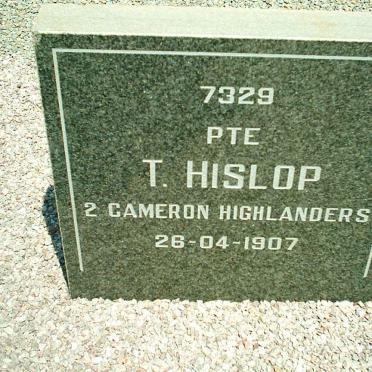 7329
PTE
T. HISLOP
2 CAMERON HIGHLANDERS
26-04-1907